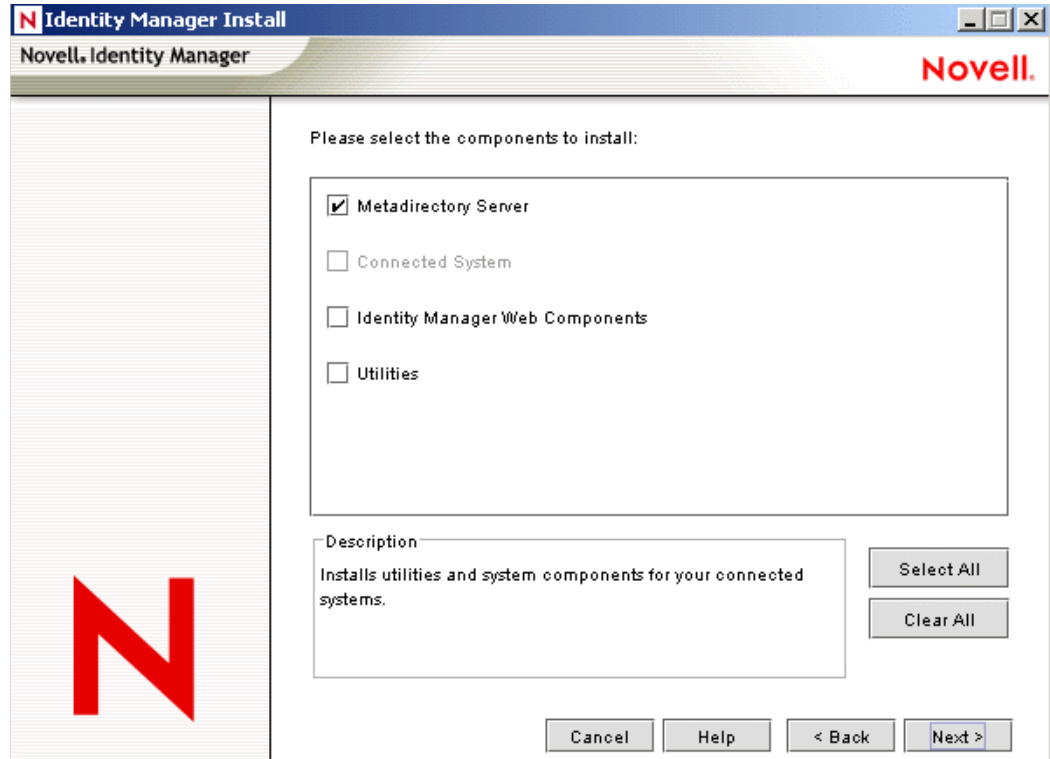 N Identity Manager Install
Novell. Identity Manager
Novell.
Please select the components to install:
Metadirectory Server
Connected System
Identity Manager Web Components
Utilities
Description
Installs utilities and system components for your connected
systems.
Select All
Clear All
N
Cancel Help < Back Next >